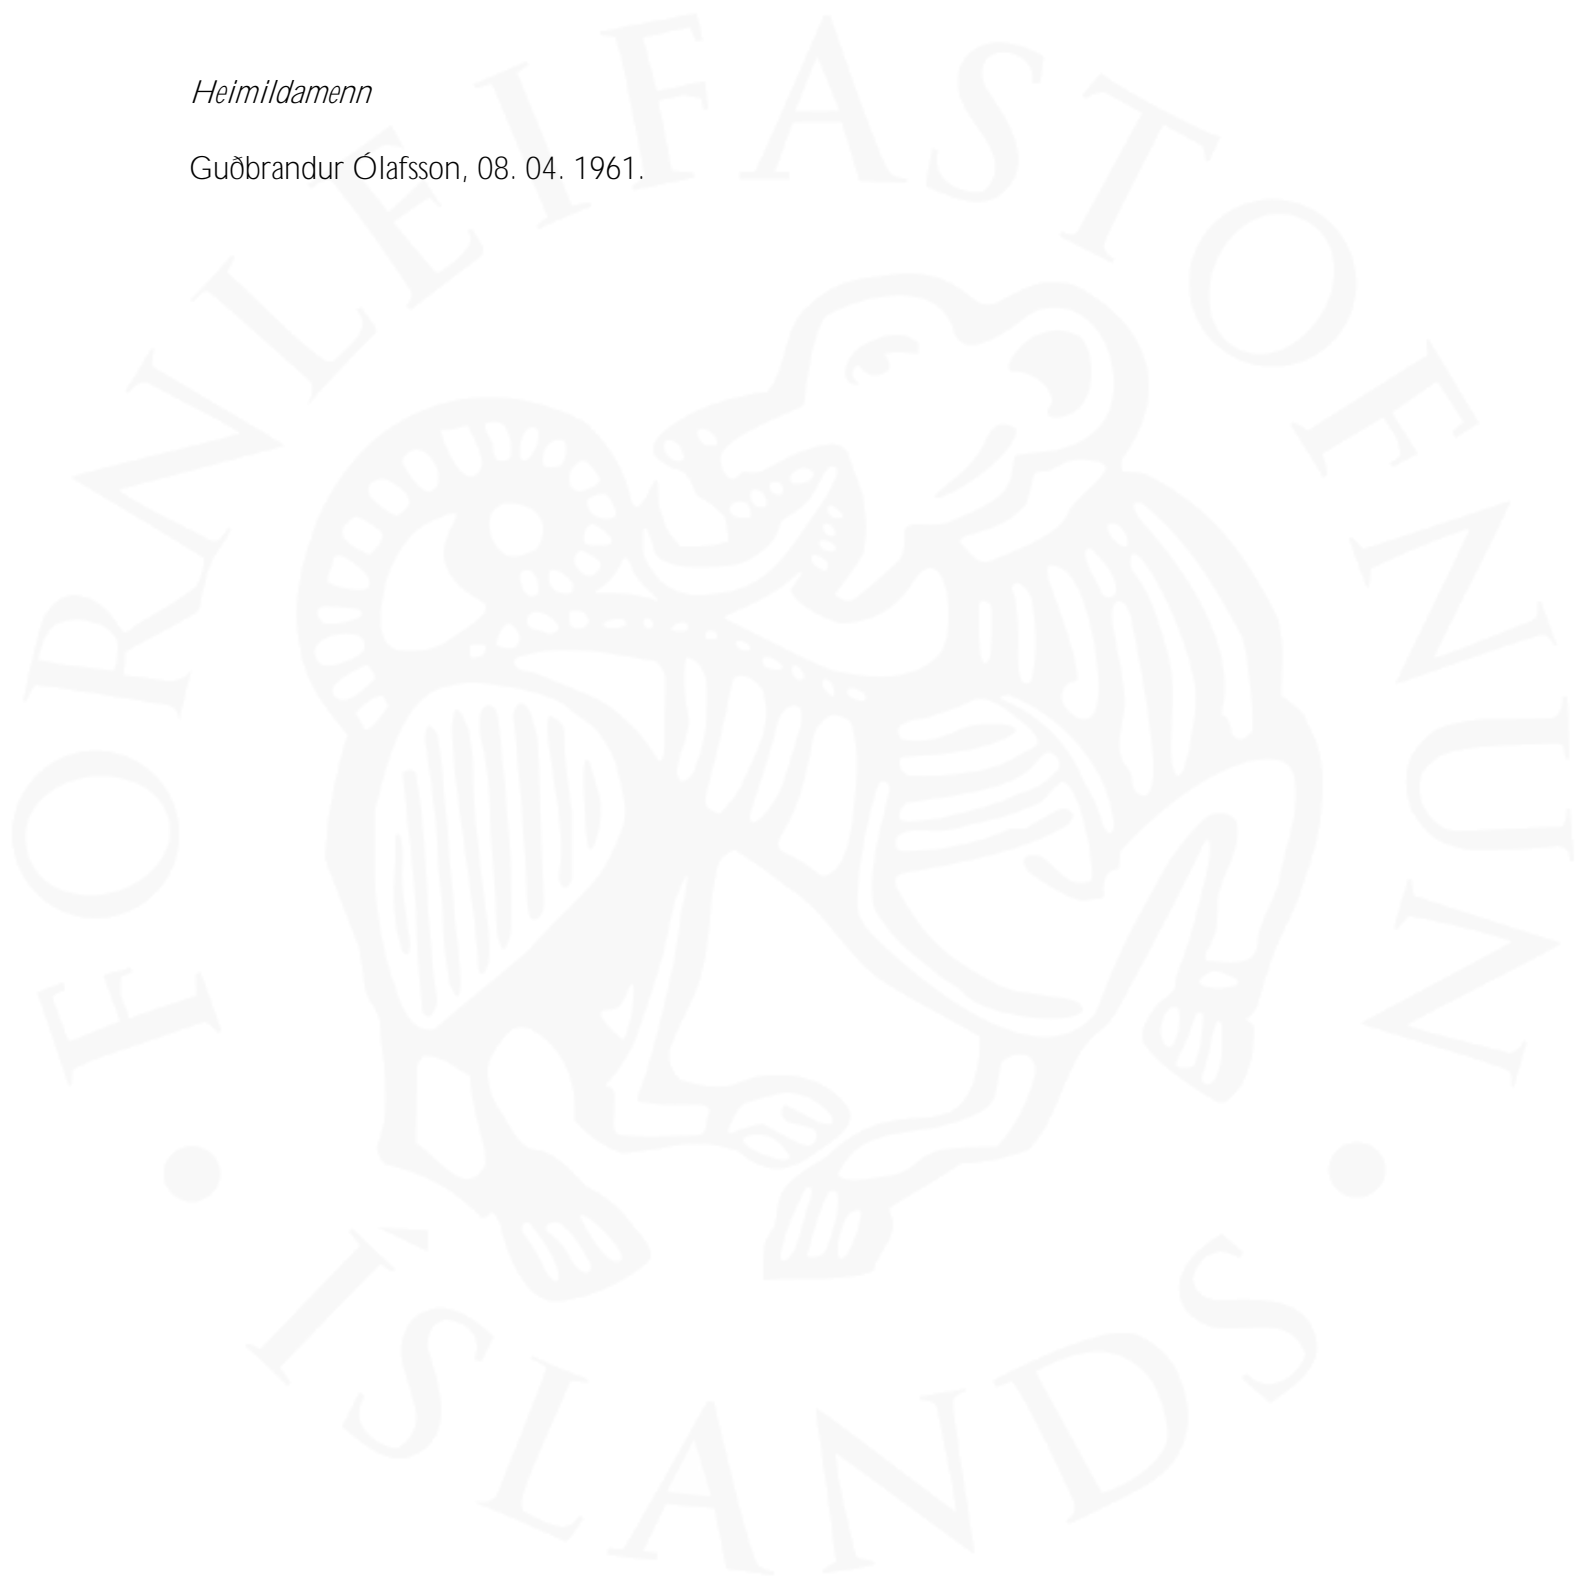 Heimildamenn
Guðbrandur Ólafsson, 08. 04. 1961.
FORNLEIFASTOFNUN
• ÍSLANDS •